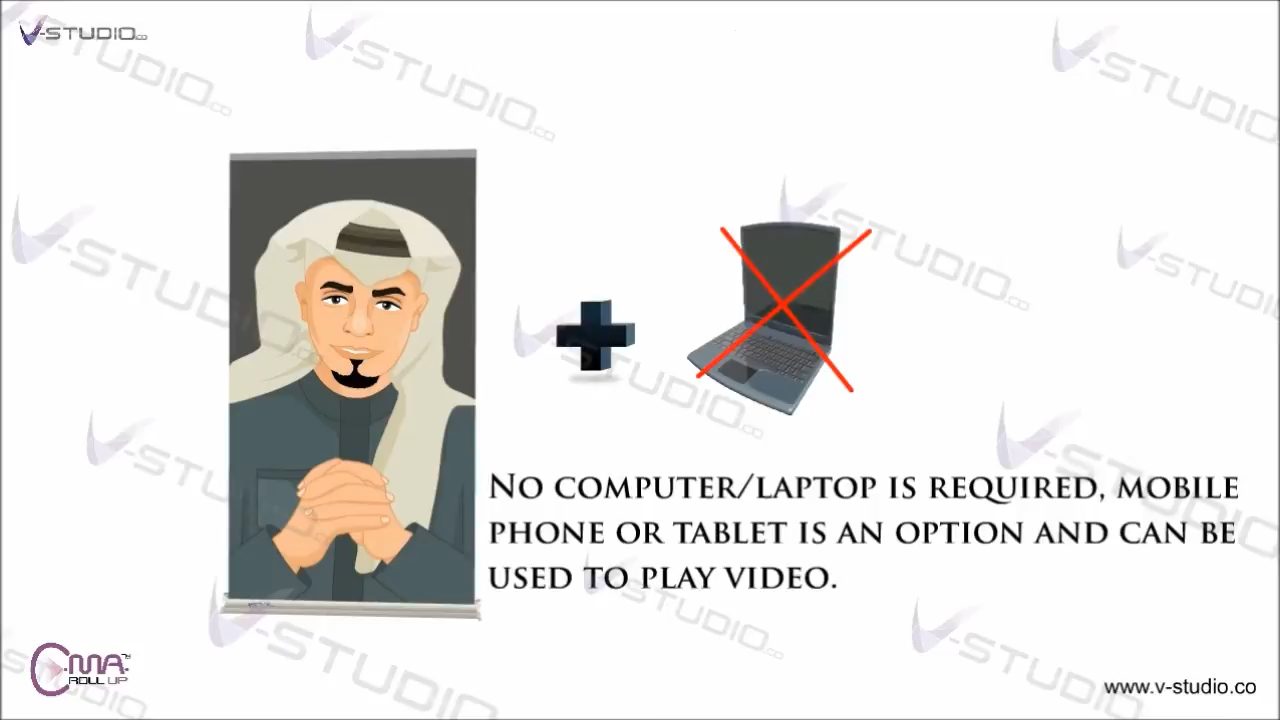 V-STUDIO.co
NO COMPUTER/LAPTOP IS REQUIRED, MOBILE
PHONE OR TABLET IS AN OPTION AND CAN BE
USED TO PLAY VIDEO.
C-MA
ROLL UP
www.v-studio.co